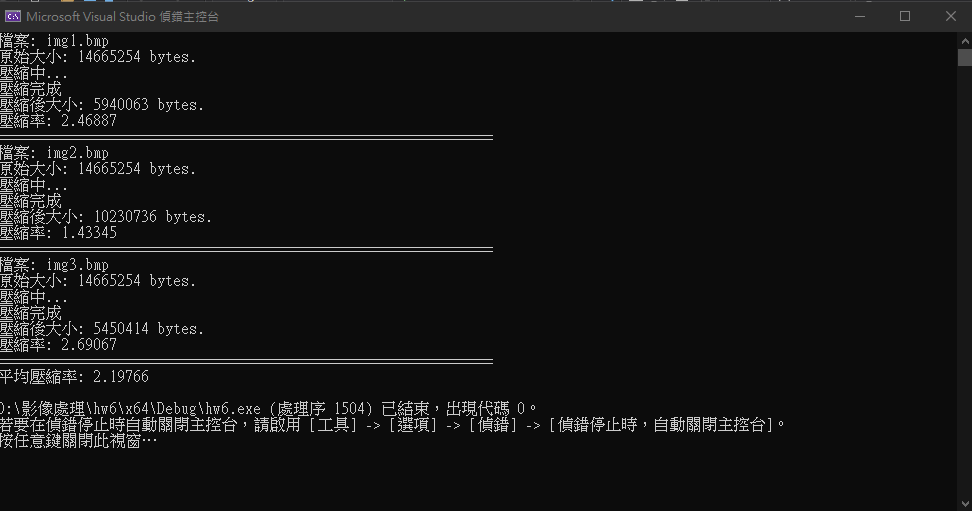 Microsoft Visual Studio 偵錯主控台
檔案: img1.bmp
原始大小: 14665254 bytes.
壓縮中...
壓縮完成
壓縮後大小: 5940063 bytes.
壓縮率: 2.46887
檔案: img2.bmp
原始大小: 14665254 bytes.
壓縮中...
壓縮完成
壓縮後大小: 10230736 bytes.
壓縮率: 1.43345
檔案: img3.bmp
原始大小: 14665254 bytes.
壓縮中...
壓縮完成
壓縮後大小: 5450414 bytes.
壓縮率: 2.69067
平均壓縮率: 2.19766
D:\影像處理\hw6\x64\Debug\hw6.exe (處理序 1504) 已結束，出現代碼 0。
若要在偵錯停止時自動關閉主控台，請啟用 [工具] -> [選項] -> [偵錯] -> [偵錯停止時，自動關閉主控台]。
按任意鍵關閉此視窗…